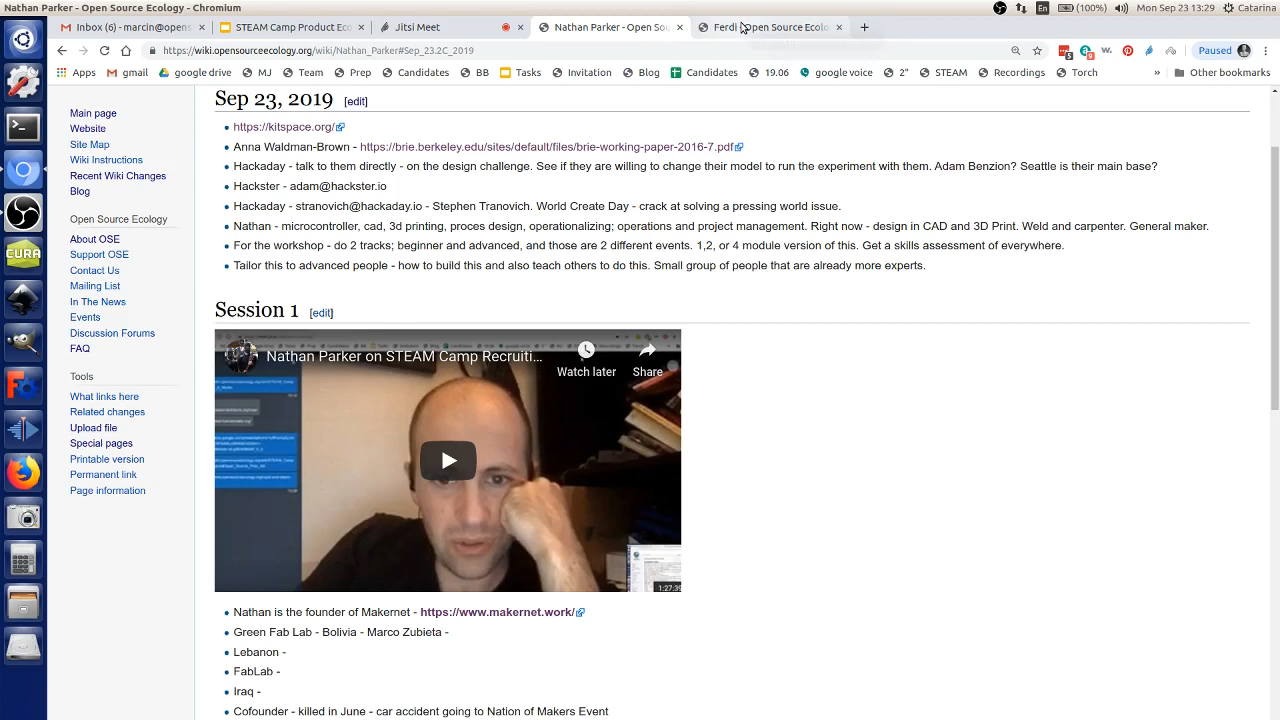 Nathan Parker - Open Source Ecology - Chromium
En (100%) Mon Sep 23 13:29 Catarina
Inbox (6) - marcin@opens
STEAM Camp Product Ec
Jitsi Meet
Nathan Parker - Open Sou
Ferdi - Open Source Ecolo
https://wiki.opensourceecology.org/wiki/Nathan_Parker#Sep_23.2C_2019
Paused
Apps gmail google drive MJ Team Prep Candidates BB Tasks Invitation Blog Candidat 19.06 google voice 2" STEAM Recordings Torch » Other bookmarks
Main page
Website
Site Map
Wiki Instructions
Recent Wiki Changes
Blog
Open Source Ecology
About OSE
Support OSE
Contact Us
Mailing List
In The News
Events
Discussion Forums
FAQ
Tools
What links here
Related changes
Upload file
Special pages
Printable version
Permanent link
Page information
Sep 23, 2019 [edit]
https://kitspace.org/
Anna Waldman-Brown - https://brie.berkeley.edu/sites/default/files/brie-working-paper-2016-7.pdf
Hackaday - talk to them directly - on the design challenge. See if they are willing to change their model to run the experiment with them. Adam Benzion? Seattle is their main base?
Hackster - adam@hackster.io
Hackaday - stranovich@hackaday.io - Stephen Tranovich. World Create Day - crack at solving a pressing world issue.
Nathan - microcontroller, cad, 3d printing, process design, operationalizing; operations and project management. Right now - design in CAD and 3D Print. Weld and carpenter. General maker.
For the workshop - do 2 tracks; beginner and advanced, and those are 2 different events. 1,2, or 4 module version of this. Get a skills assessment of everywhere.
Tailor this to advanced people - how to use this and also teach others to do this. Small group of people that are already more experts.
Session 1 [edit]
Nathan Parker on STEAM Camp Recruiti...
Watch later
Share
1:27:39
Nathan is the founder of Makernet - https://www.makernet.work/
Green Fab Lab - Bolivia - Marco Zubieta -
Lebanon -
FabLab -
Iraq -
Cofounder - killed in June - car accident going to Nation of Makers Event
CURA